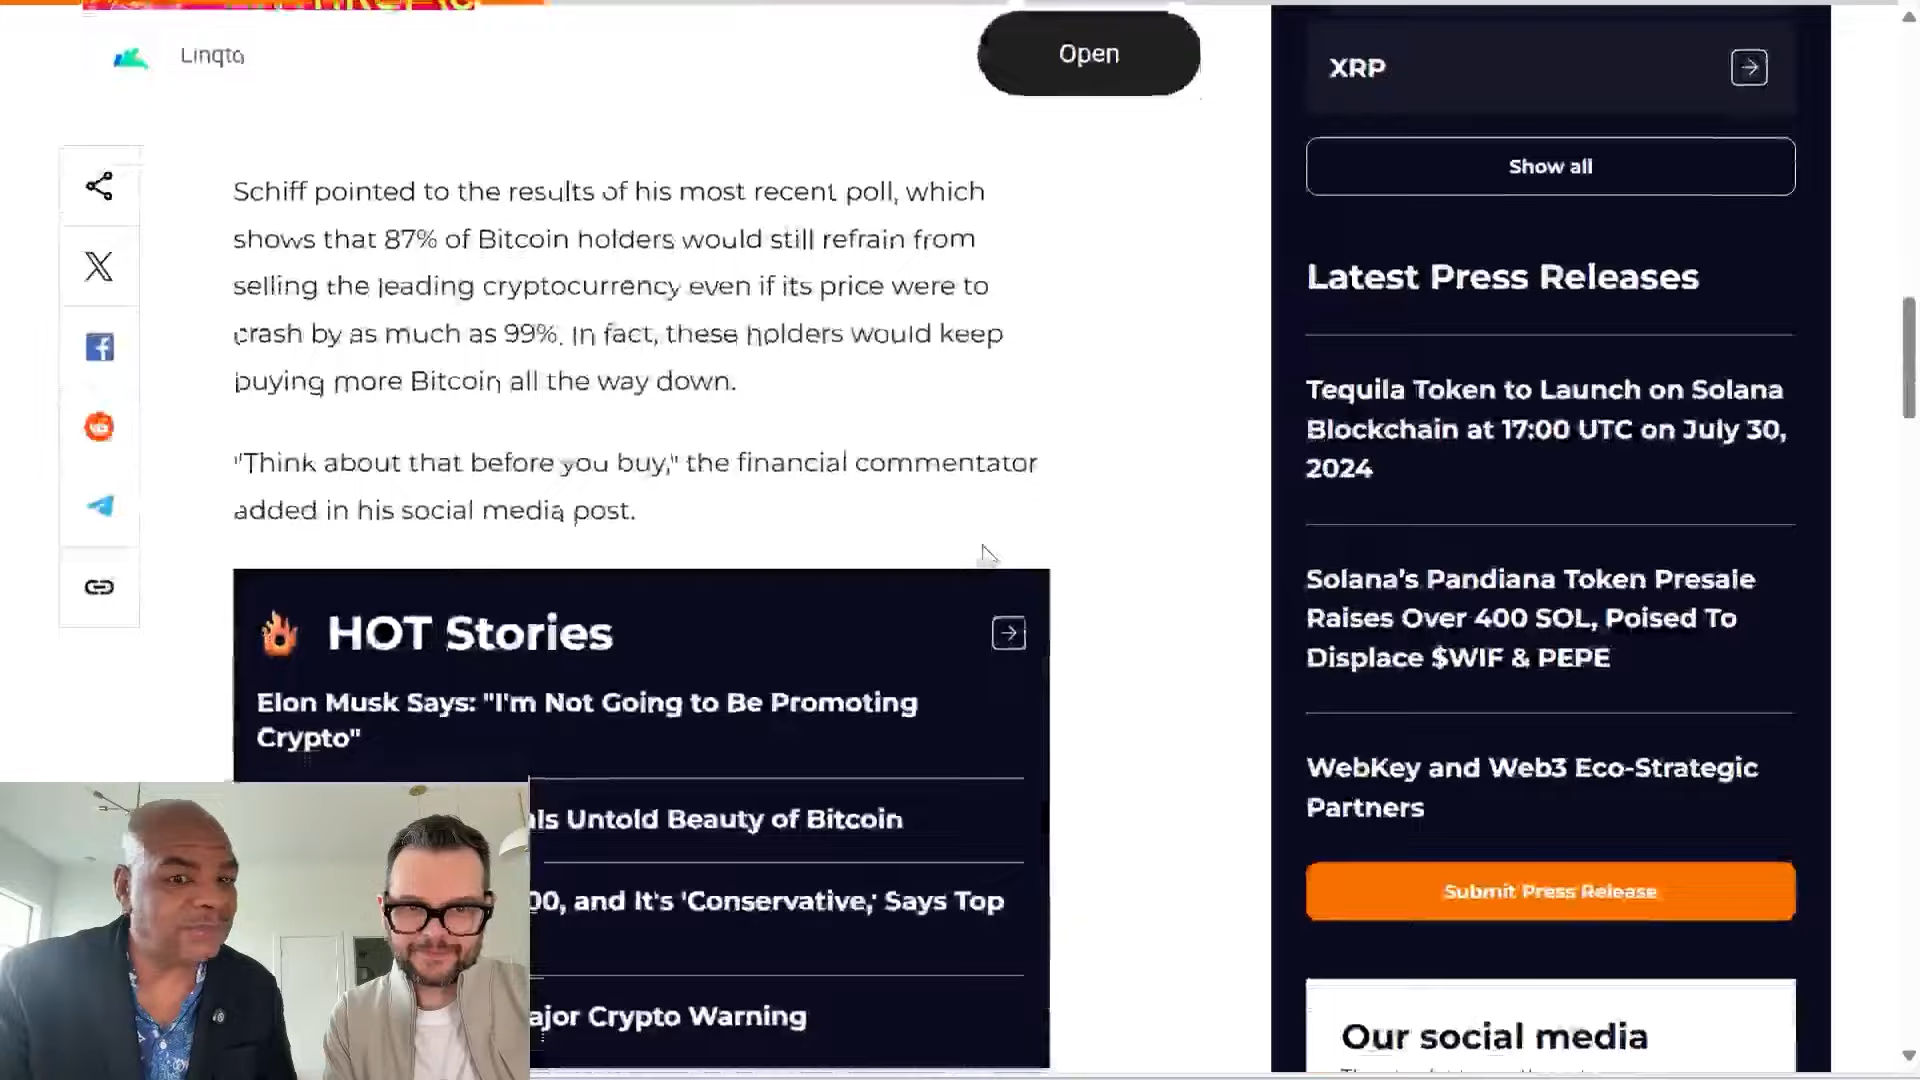 Linqto
Open
Schiff pointed to the results of his most recent poll, which
shows that 87% of Bitcoin holders would still refrain from
selling the leading cryptocurrency even if its price were to
crash by as much as 99%. In fact, these holders would keep
buying more Bitcoin all the way down.
"Think about that before you buy," the financial commentator
added in his social media post.
HOT Stories
Elon Musk Says: "I'm Not Going to Be Promoting
Crypto"
Untold Beauty of Bitcoin
00, and It's 'Conservative,' Says Top
Crypto Warning
XRP
Show all
Latest Press Releases
Tequila Token to Launch on Solana
Blockchain at 17:00 UTC on July 30,
2024
Solana's Pandiana Token Presale
Raises Over 400 SOL, Poised To
Displace $WIF & PEPE
WebKey and Web3 Eco-Strategic
Partners
Submit Press Release
Our social media